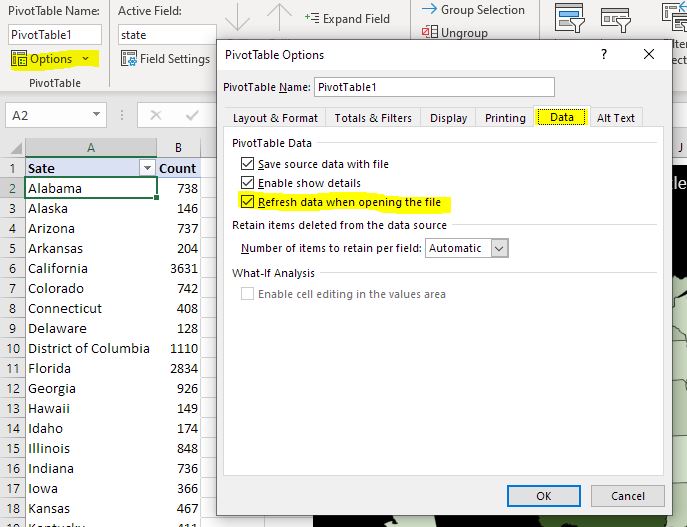 PivotTable Name:
Active Field:
PivotTable1
state
Options
Field Settings
Expand Field
PivotTable
Group Selection
Ungroup
PivotTable Options
?
PivotTable Name: PivotTable1
Layout & Format
Totals & Filters
Display
Printing
Data
Alt Text
PivotTable Data
Save source data with file
Enable show details
Refresh data when opening the file
Retain items deleted from the data source
Number of items to retain per field: Automatic
What-If Analysis
Enable cell editing in the values area
OK
Cancel
A2
A B
J
1 Sate Count
2 Alabama 738
3 Alaska 146
4 Arizona 737
5 Arkansas 204
6 California 3631
7 Colorado 742
8 Connecticut 408
9 Delaware 128
10 District of Columbia 1110
11 Florida 2834
12 Georgia 926
13 Hawaii 149
14 Idaho 174
15 Illinois 848
16 Indiana 736
17 Iowa 366
18 Kansas 467